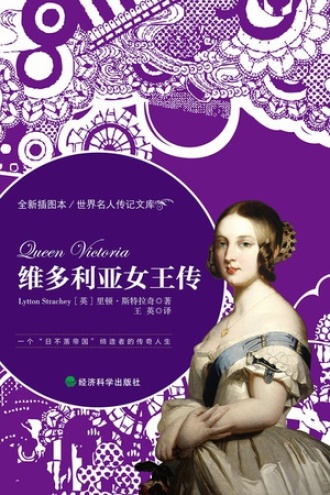 全新插图本/世界名人传记文库
Queen Victoria
维多利亚女王传
Lytton Strachey［英］里顿·斯特拉奇◎著
王 英◎译
一个“日不落帝国”缔造者的传奇人生
经济科学出版社